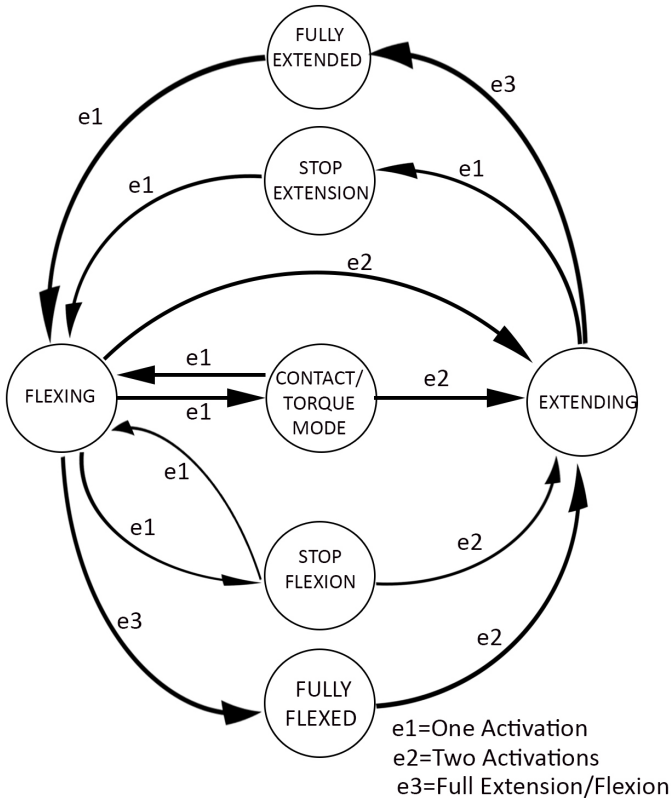 FULLY
EXTENDED
e3
e1
STOP
EXTENSION
e1
e1
e2
e1
CONTACT/
TORQUE
MODE
e2
FLEXING
EXTENDING
e1
e1
e1
STOP
FLEXION
e2
e3
e2
FULLY
FLEXED
e1=One Activation
e2=Two Activations
e3=Full Extension/Flexion